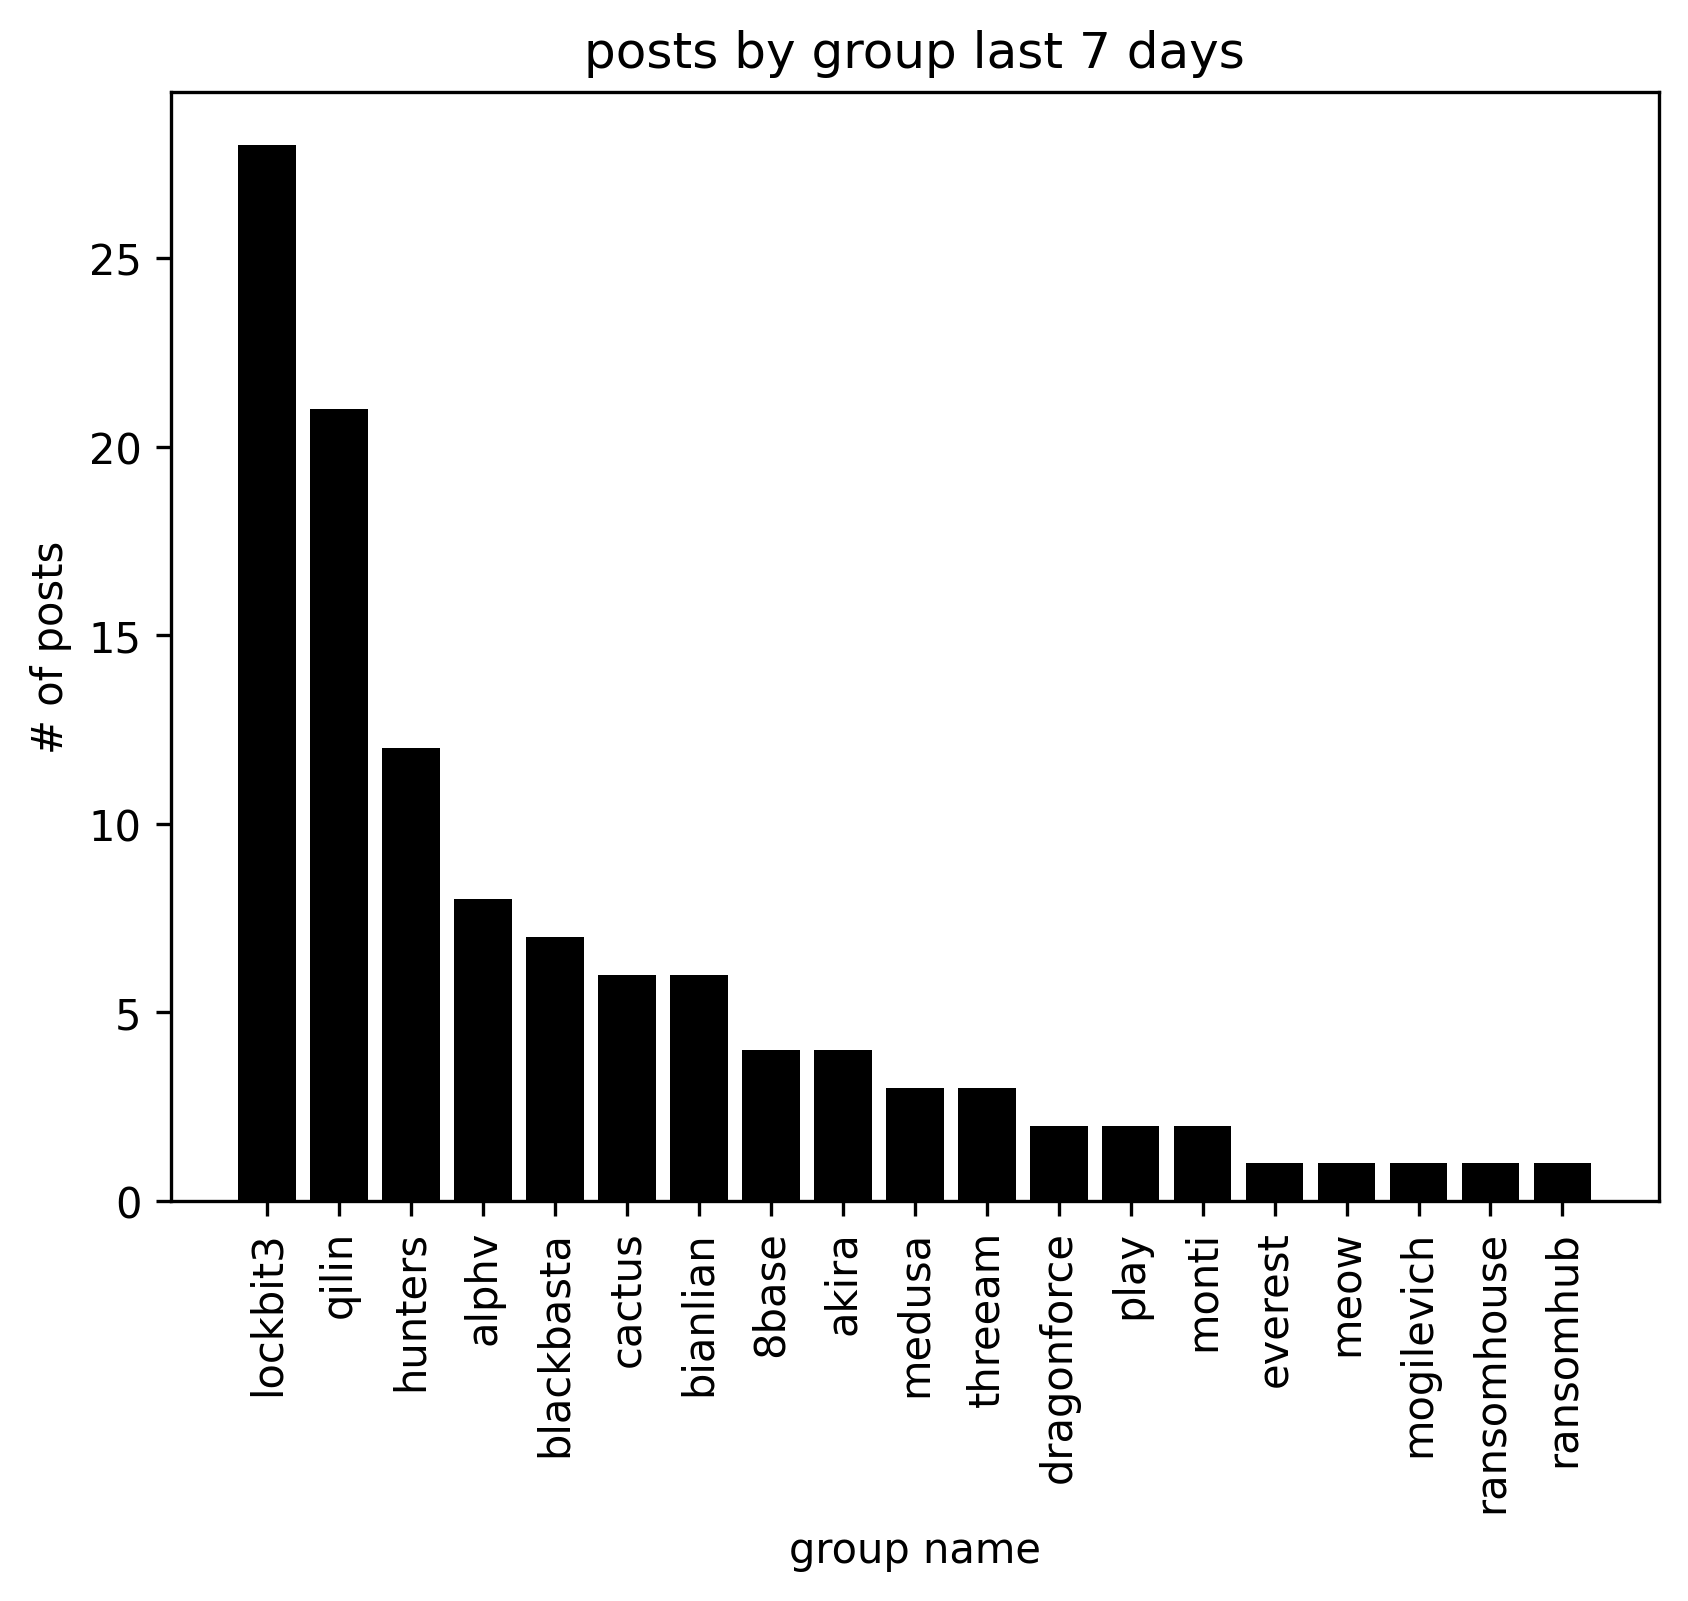 posts by group last 7 days
# of posts
25
20
15
10
5
0
lockbit3
qilin
hunters
alphv
blackbasta
cactus
bianlian
8base
akira
medusa
threeam
dragonforce
play
monti
everest
meow
mogilevich
ransomhouse
ransomhub
group name